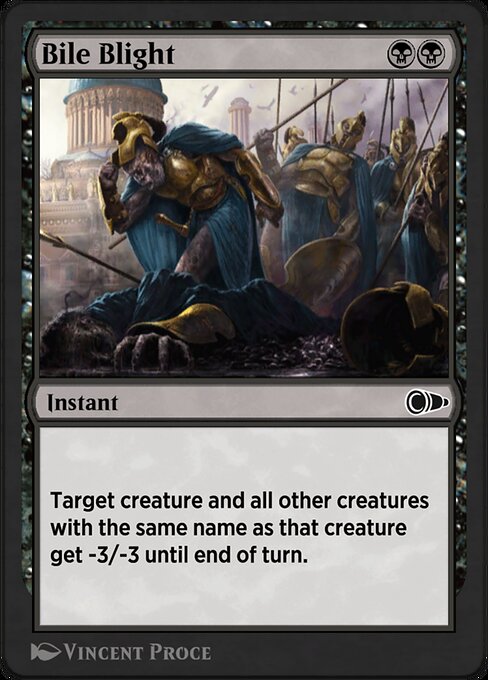 Bile Blight
Instant
Target creature and all other creatures
with the same name as that creature
get -3/-3 until end of turn.
VINCENT PROCE